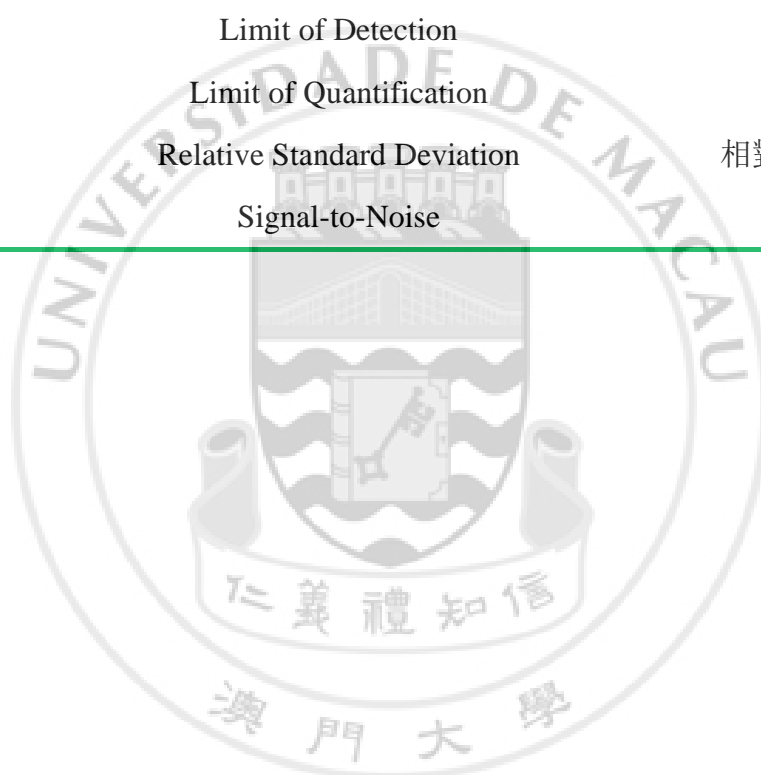 Limit of Detection
Limit of Quantification
Relative Standard Deviation 相
Signal-to-Noise
UNIVERSIDADE DE MACAU
仁義禮知信
澳門大學